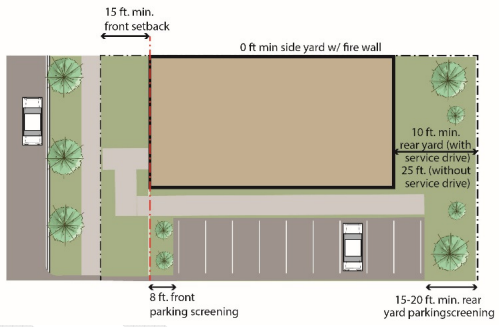 15 ft. min.
front setback
0 ft min side yard w/ fire wall
10 ft. min.
rear yard (with
service drive)
25 ft. (without
service drive)
8 ft. front
parking screening
15-20 ft. min. rear
yard parkingscreening